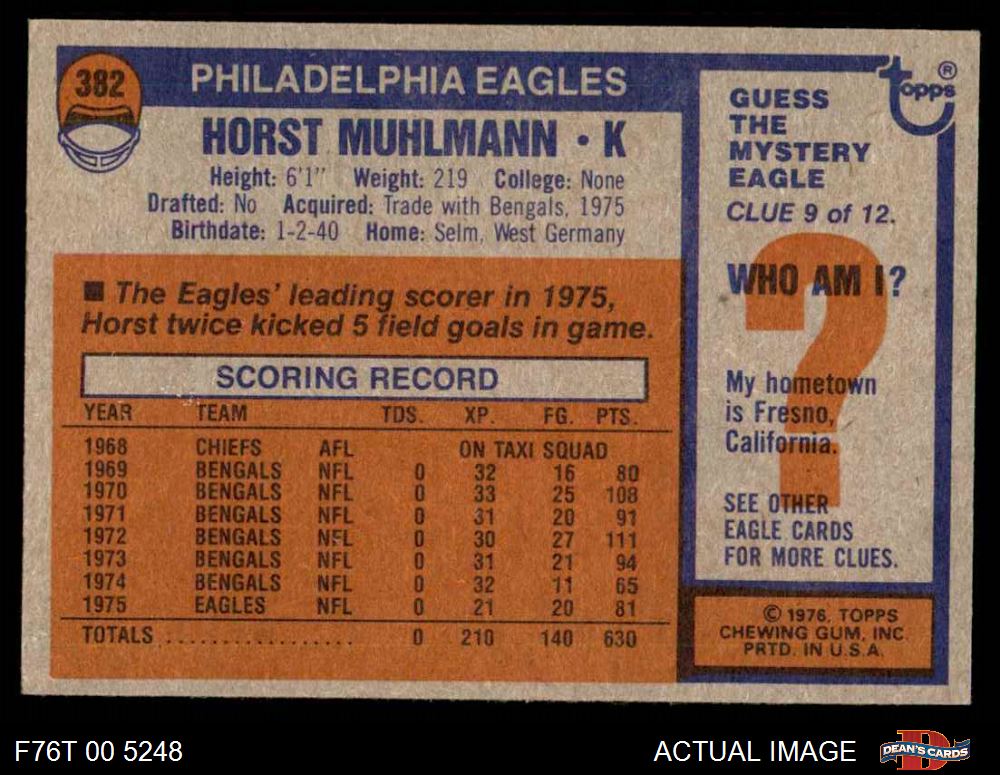 382
PHILADELPHIA EAGLES
HORST MUHLMANN • K
Height: 6'1" Weight: 219 College: None
Drafted: No Acquired: Trade with Bengals, 1975
Birthdate: 1-2-40 Home: Selm, West Germany
■ The Eagles' leading scorer in 1975,
Horst twice kicked 5 field goals in game.
SCORING RECORD
YEAR TEAM TDS. XP. FG. PTS.
1968 CHIEFS AFL ON TAXI SQUAD
1969 BENGALS NFL 0 32 16 80
1970 BENGALS NFL 0 33 25 108
1971 BENGALS NFL 0 31 20 91
1972 BENGALS NFL 0 30 27 111
1973 BENGALS NFL 0 31 21 94
1974 BENGALS NFL 0 32 11 65
1975 EAGLES NFL 0 21 20 81
TOTALS .................. 0 210 140 630
topps ®
GUESS
THE
MYSTERY
EAGLE
CLUE 9 of 12.
?
WHO AM I?
My hometown
is Fresno,
California.
SEE OTHER
EAGLE CARDS
FOR MORE CLUES.
© 1976, TOPPS
CHEWING GUM, INC.
PRTD. IN U.S.A.
F76T 00 5248
ACTUAL IMAGE
D
DEAN'S CARDS